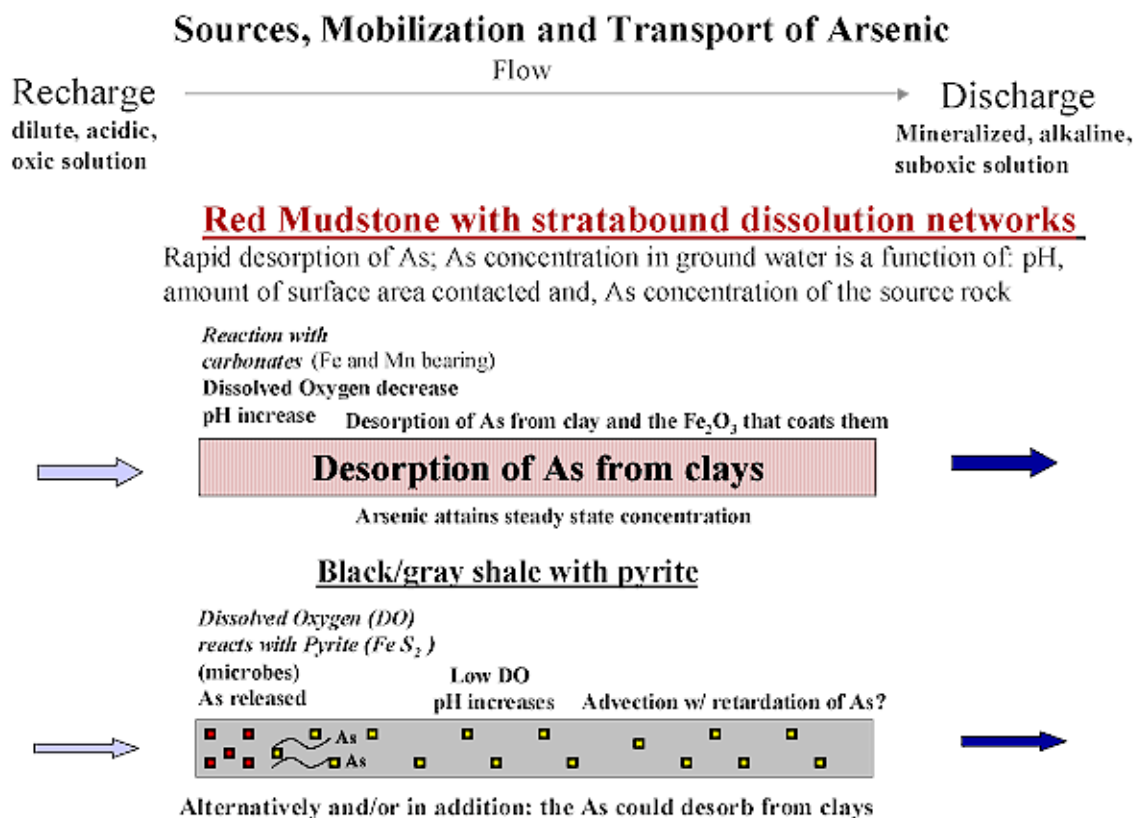 Sources, Mobilization and Transport of Arsenic
Flow
Recharge
dilute, acidic,
oxic solution
Discharge
Mineralized, alkaline,
suboxic solution
Red Mudstone with stratabound dissolution networks
Rapid desorption of As; As concentration in ground water is a function of: pH,
amount of surface area contacted and, As concentration of the source rock
Reaction with
carbonates (Fe and Mn bearing)
Dissolved Oxygen decrease
pH increase
Desorption of As from clay and the Fe₂O₃ that coats them
Desorption of As from clays
Arsenic attains steady state concentration
Black/gray shale with pyrite
Dissolved Oxygen (DO)
reacts with Pyrite (Fe S₂ )
(microbes)
As released
Low DO
pH increases
Advection w/ retardation of As?
As
As
Alternatively and/or in addition: the As could desorb from clays